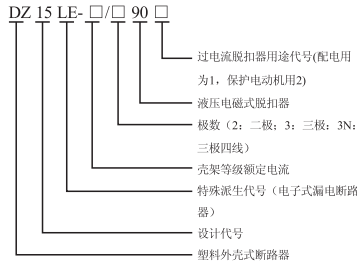 DZ 15 LE-□/□ 90 □
过电流脱扣器用途代号(配电用
为1，保护电动机用2)
液压电磁式脱扣器
极数（2：二极；3：三极：3N：
三极四线）
壳架等级额定电流
特殊派生代号（电子式漏电断路
器）
设计代号
塑料外壳式断路器